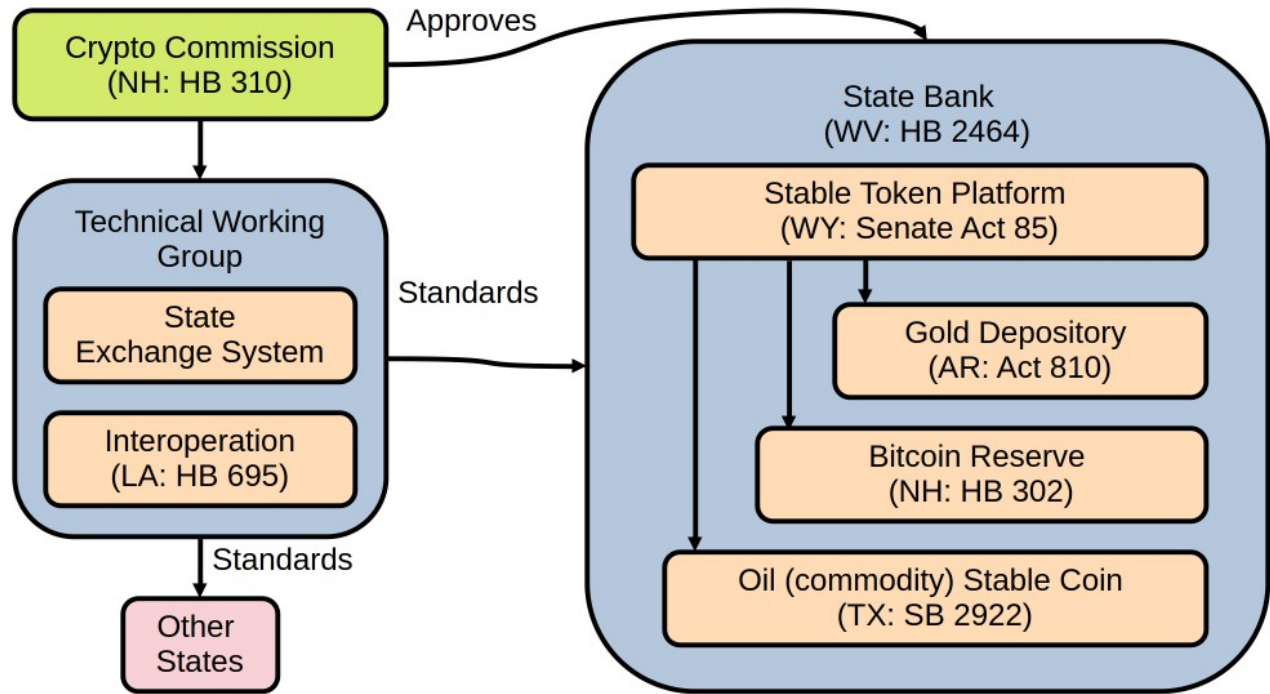 Crypto Commission
(NH: HB 310)
Approves
Technical Working
Group
State
Exchange System
Interoperation
(LA: HB 695)
Standards
Standards
Other
States
State Bank
(WV: HB 2464)
Stable Token Platform
(WY: Senate Act 85)
Gold Depository
(AR: Act 810)
Bitcoin Reserve
(NH: HB 302)
Oil (commodity) Stable Coin
(TX: SB 2922)